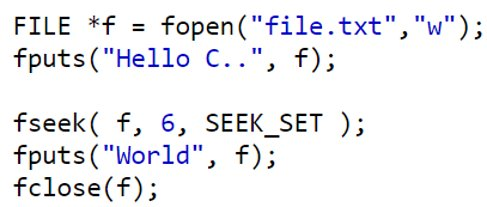 FILE *f = fopen("file.txt","w");
fputs("Hello C..", f);
fseek( f, 6, SEEK_SET );
fputs("World", f);
fclose(f);